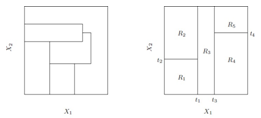 X₂
X₁
X₂
R₂
R₅
t₄
R₃
t₂
R₄
R₁
t₁
t₃
X₁